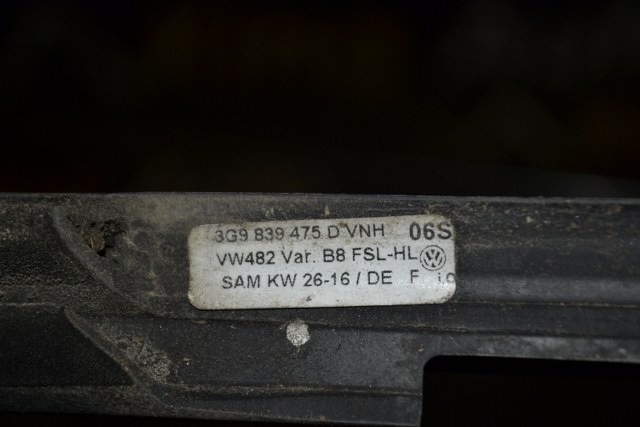 3G9 839 475 D VNH 06S
VW482 Var. B8 FSL-HL
SAM KW 26-16 / DE F